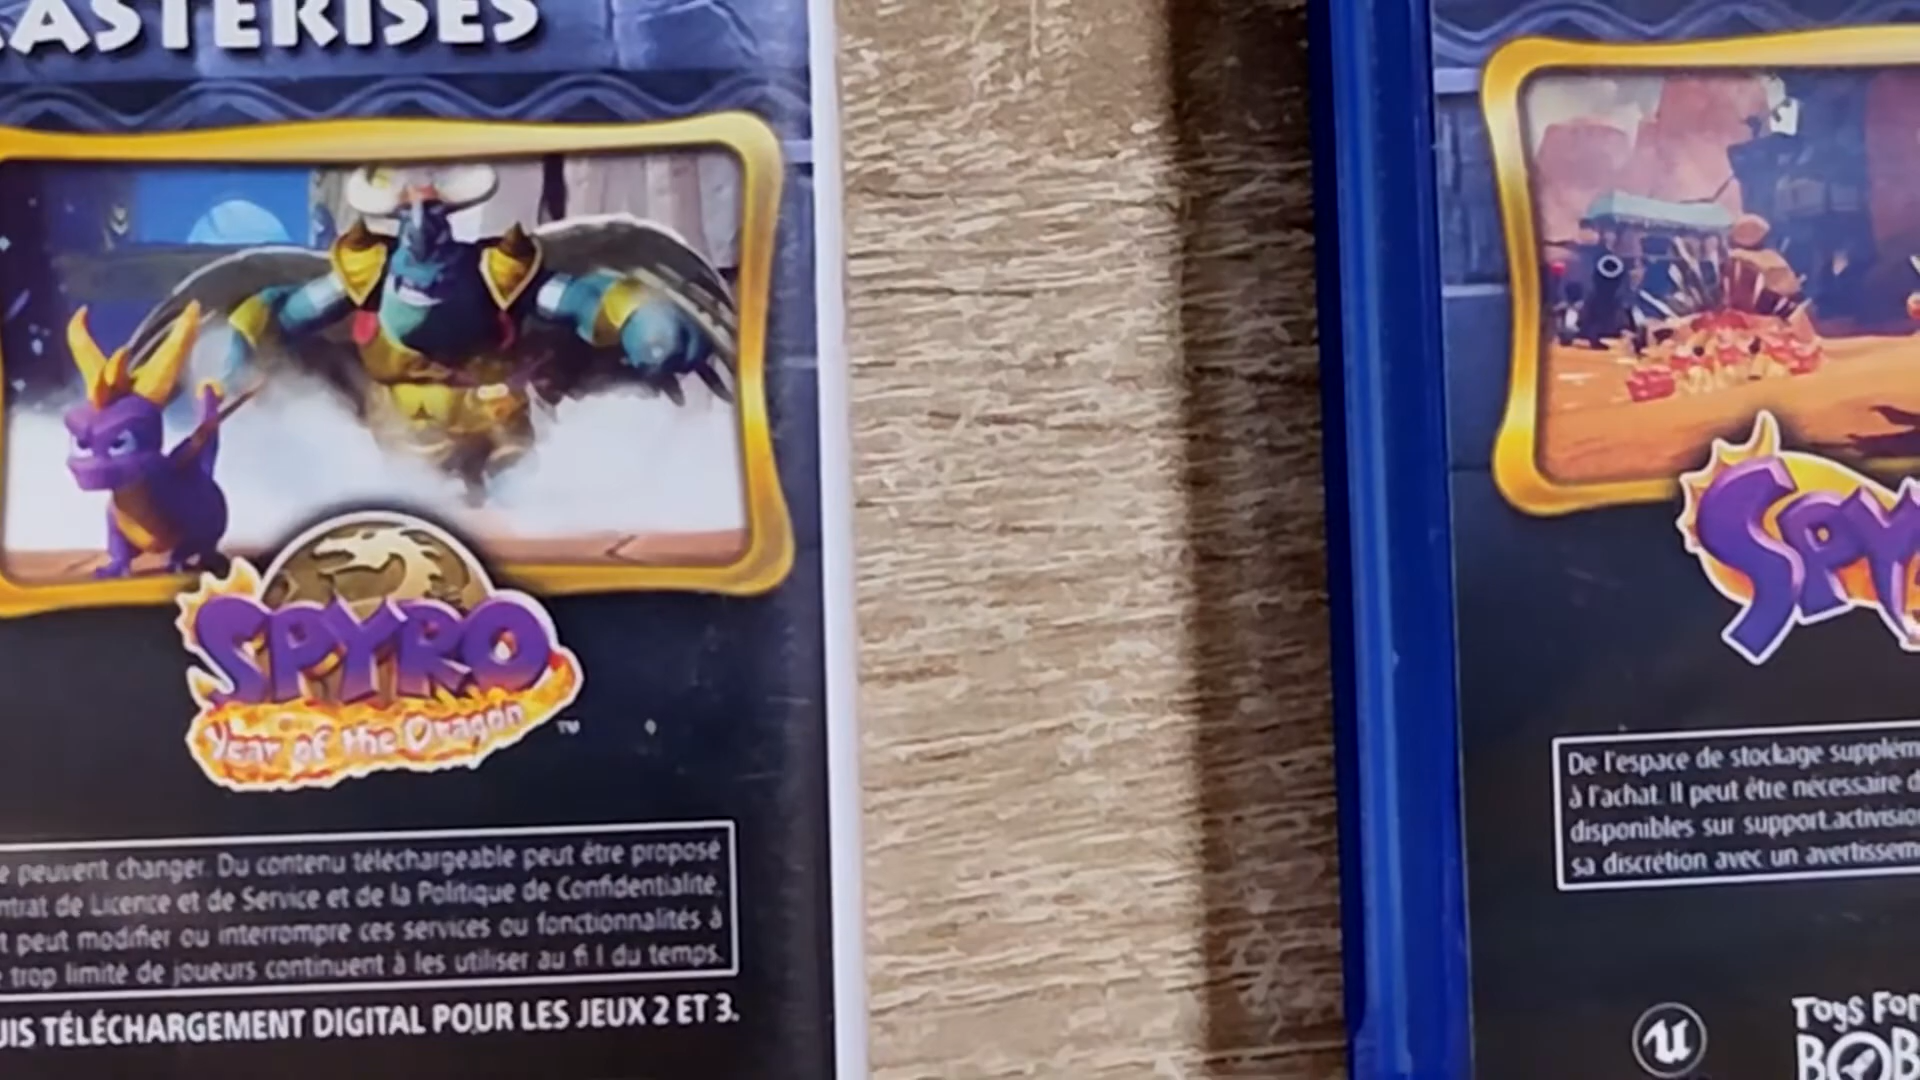 ASTERISÉS
SPYRO
Year of the Dragon
TM
e peuvent changer. Du contenu téléchargeable peut être proposé
ntrat de Licence et de Service et de la Politique de Confidentialité.
t peut modifier ou interrompre ces services ou fonctionnalités à
trop limité de joueurs continuent à les utiliser au fi l du temps.
UIS TÉLÉCHARGEMENT DIGITAL POUR LES JEUX 2 ET 3.
SPY
De l'espace de stockage supplém
à l'achat. Il peut être nécessaire d
disponibles sur support.activision
sa discrétion avec un avertissem
U
Toys For
BOB